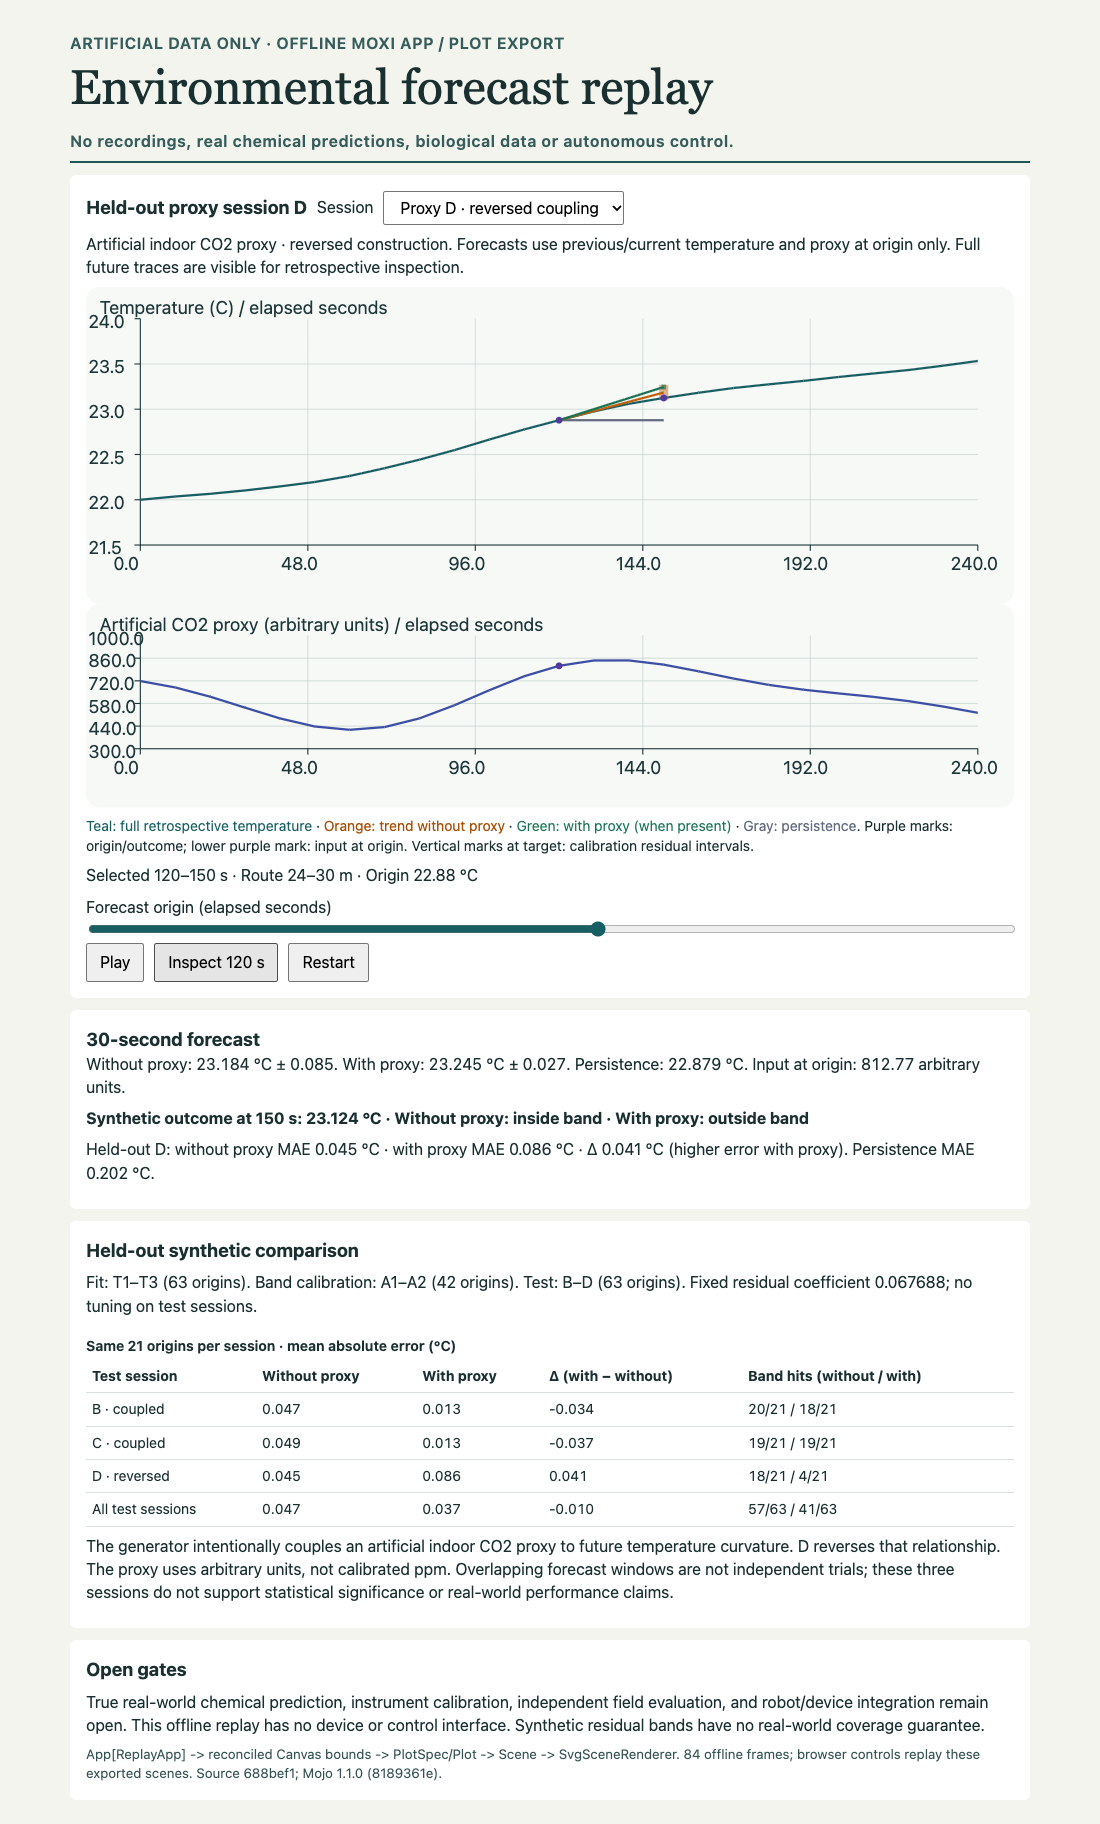 ARTIFICIAL DATA ONLY · OFFLINE MOXI APP / PLOT EXPORT
Environmental forecast replay
No recordings, real chemical predictions, biological data or autonomous control.
Held-out proxy session D Session Proxy D · reversed coupling
Artificial indoor CO2 proxy · reversed construction. Forecasts use previous/current temperature and proxy at origin only. Full
future traces are visible for retrospective inspection.
Temperature (C) / elapsed seconds
24.0
23.5
23.0
22.5
22.0
21.5
0.0 48.0 96.0 144.0 192.0 240.0
Artificial CO2 proxy (arbitrary units) / elapsed seconds
1000.0
860.0
720.0
580.0
440.0
300.0
0.0 48.0 96.0 144.0 192.0 240.0
Teal: full retrospective temperature · Orange: trend without proxy · Green: with proxy (when present) · Gray: persistence. Purple marks:
origin/outcome; lower purple mark: input at origin. Vertical marks at target: calibration residual intervals.
Selected 120–150 s · Route 24–30 m · Origin 22.88 °C
Forecast origin (elapsed seconds)
Play Inspect 120 s Restart
30-second forecast
Without proxy: 23.184 °C ± 0.085. With proxy: 23.245 °C ± 0.027. Persistence: 22.879 °C. Input at origin: 812.77 arbitrary
units.
Synthetic outcome at 150 s: 23.124 °C · Without proxy: inside band · With proxy: outside band
Held-out D: without proxy MAE 0.045 °C · with proxy MAE 0.086 °C · Δ 0.041 °C (higher error with proxy). Persistence MAE
0.202 °C.
Held-out synthetic comparison
Fit: T1–T3 (63 origins). Band calibration: A1–A2 (42 origins). Test: B–D (63 origins). Fixed residual coefficient 0.067688; no
tuning on test sessions.
Same 21 origins per session · mean absolute error (°C)
Test session Without proxy With proxy Δ (with − without) Band hits (without / with)
B · coupled 0.047 0.013 -0.034 20/21 / 18/21
C · coupled 0.049 0.013 -0.037 19/21 / 19/21
D · reversed 0.045 0.086 0.041 18/21 / 4/21
All test sessions 0.047 0.037 -0.010 57/63 / 41/63
The generator intentionally couples an artificial indoor CO2 proxy to future temperature curvature. D reverses that relationship.
The proxy uses arbitrary units, not calibrated ppm. Overlapping forecast windows are not independent trials; these three
sessions do not support statistical significance or real-world performance claims.
Open gates
True real-world chemical prediction, instrument calibration, independent field evaluation, and robot/device integration remain
open. This offline replay has no device or control interface. Synthetic residual bands have no real-world coverage guarantee.
App[ReplayApp] -> reconciled Canvas bounds -> PlotSpec/Plot -> Scene -> SvgSceneRenderer. 84 offline frames; browser controls replay these
exported scenes. Source 688bef1; Mojo 1.1.0 (8189361e).